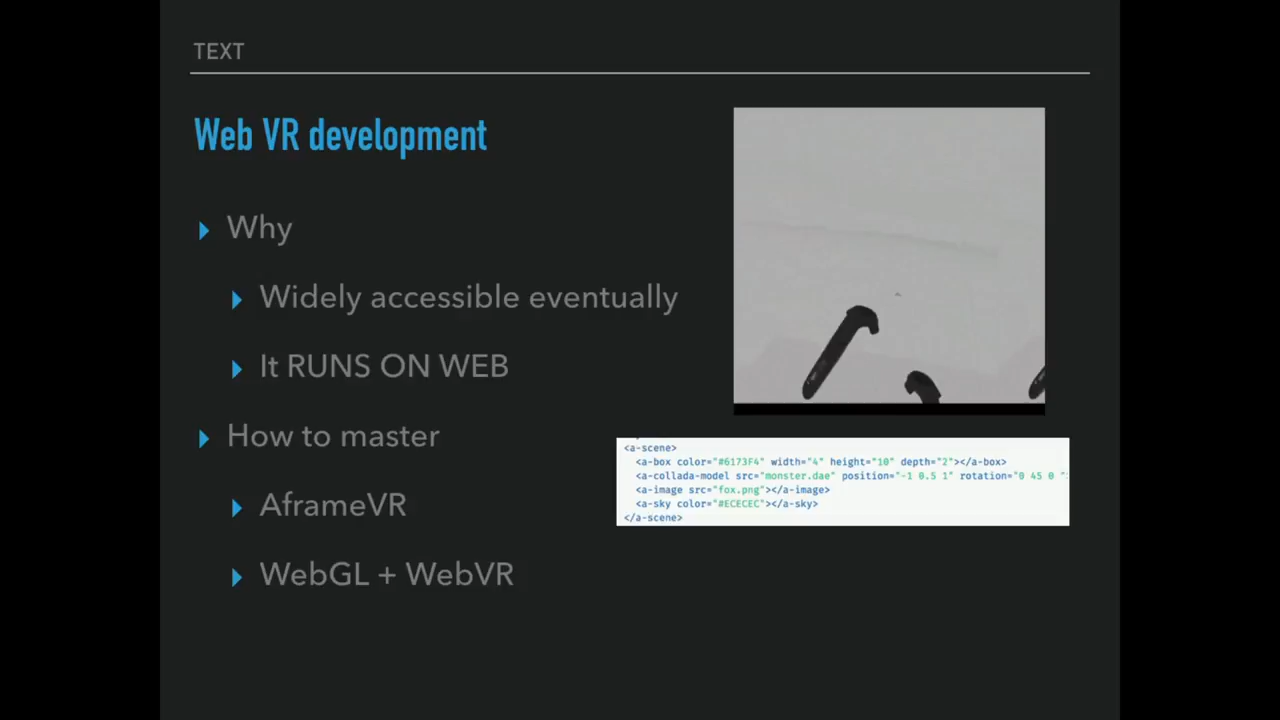 TEXT
Web VR development
Why
Widely accessible eventually
It RUNS ON WEB
How to master
AframeVR
WebGL + WebVR
<a-scene>
<a-box color="#6173F4" width="4" height="10" depth="2"></a-box>
<a-collada-model src="monster.dae" position="-1 0.5 1" rotation="0 45 0
<a-image src="fox.png"></a-image>
<a-sky color="#ECECEC"></a-sky>
</a-scene>